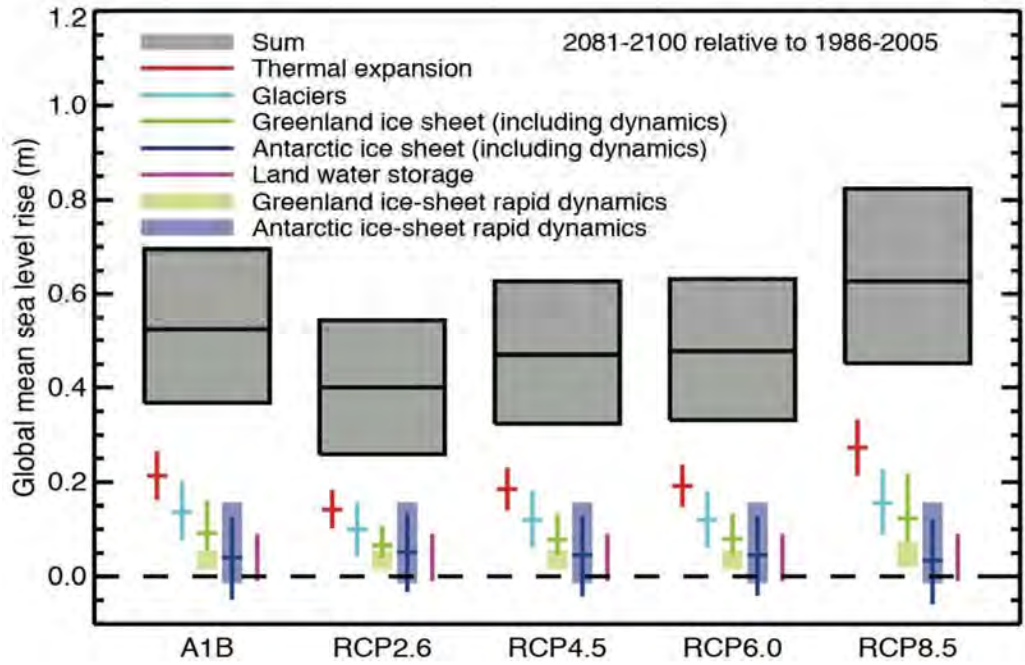 1.2
1.0
0.8
0.6
0.4
0.2
0.0
Global mean sea level rise (m)
2081-2100 relative to 1986-2005
Sum
Thermal expansion
Glaciers
Greenland ice sheet (including dynamics)
Antarctic ice sheet (including dynamics)
Land water storage
Greenland ice-sheet rapid dynamics
Antarctic ice-sheet rapid dynamics
A1B RCP2.6 RCP4.5 RCP6.0 RCP8.5